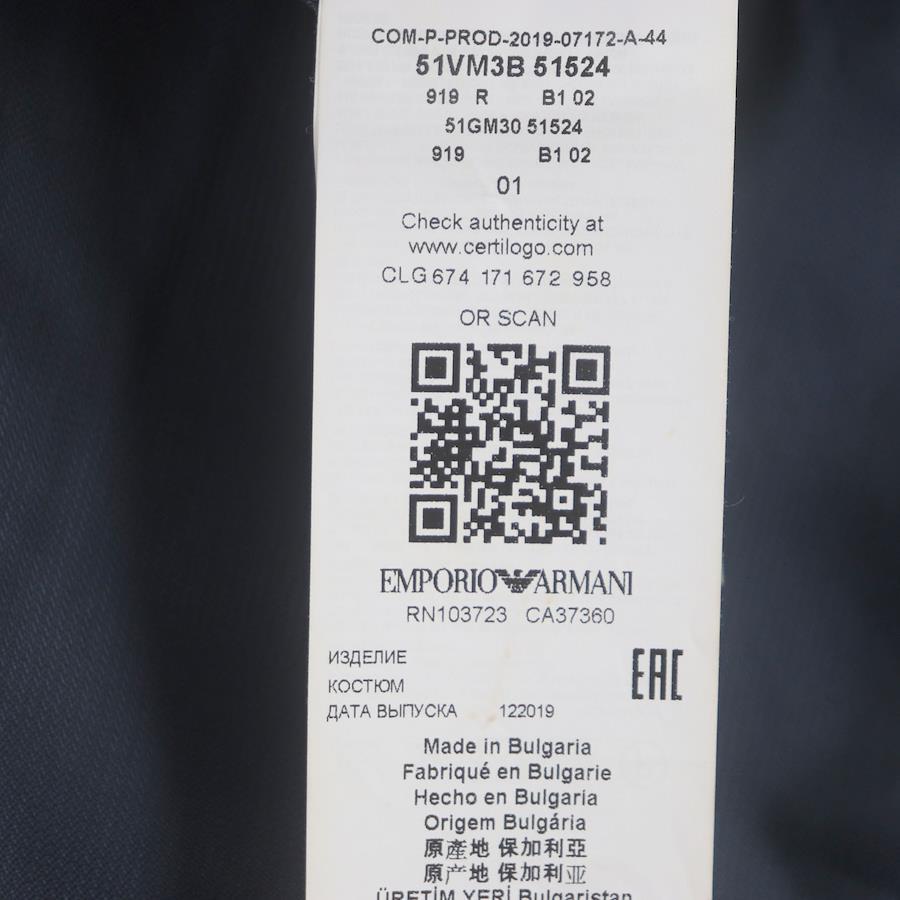 COM-P-PROD-2019-07172-A-44
51VM3B 51524
919 R B1 02
51GM30 51524
919 B1 02
01
Check authenticity at
www.certilogo.com
CLG 674 171 672 958
OR SCAN
EMPORIO ARMANI
RN103723 CA37360
ИЗДЕЛИЕ
EAC
КОСТЮМ
ДАТА ВЫПУСКА 122019
Made in Bulgaria
Fabriqué en Bulgarie
Hecho en Bulgaria
Origem Bulgária
原產地 保加利亞
原产地 保加利亚
ÜRETİM YERİ Bulgaristan